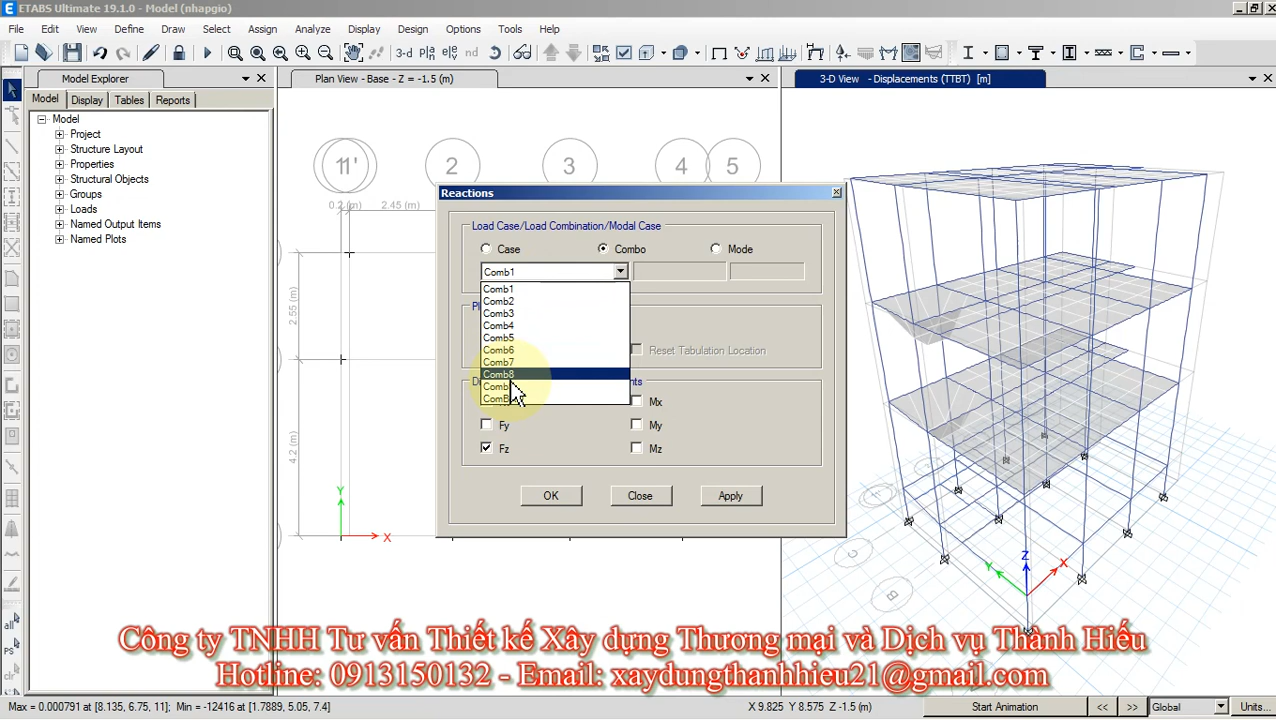 ETABS Ultimate 19.1.0 - Model (nhapgio)
File Edit View Define Draw Select Assign Analyze Display Design Options Tools Help
3-d
Model Explorer
Plan View - Base - Z = -1.5 (m)
3-D View - Displacements (TTBT) [m]
Model Display Tables Reports
Model
Project
Structure Layout
Properties
Structural Objects
Groups
Loads
Named Output Items
Named Plots
1 1' 2 3 4 5
0.2 (m) 2.45 (m)
2.55 (m)
4.2 (m)
Y
X
Reactions
Load Case/Load Combination/Modal Case
Case Combo Mode
Comb1
Comb1
Comb2
Comb3
Comb4
Comb5
Comb6
Comb7
Comb8
Reset Tabulation Location
Mx
Fy My
Fz Mz
OK Close Apply
Z
Y X
C
B
Công ty TNHH Tư vấn Thiết kế Xây dựng Thương mại và Dịch vụ Thành Hiếu
Hotline: 0913150132 - Email: xaydungthanhhieu21@gmail.com
Max = 0.000791 at [8.135, 6.75, 11]; Min = -12416 at [1.7889, 5.05, 7.4]
X 9.825 Y 8.575 Z -1.5 (m)
Start Animation << >> Global Units...